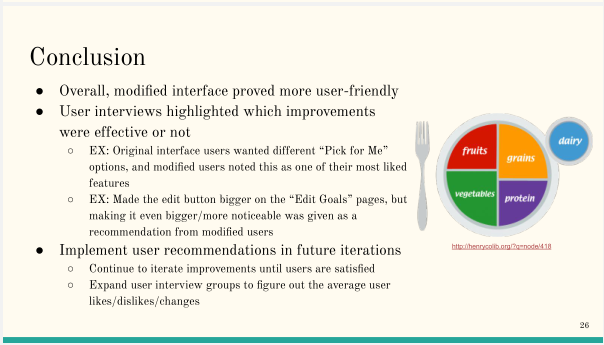 Conclusion
● Overall, modified interface proved more user-friendly
● User interviews highlighted which improvements
were effective or not
○ EX: Original interface users wanted different “Pick for Me”
options, and modified users noted this as one of their most liked
features
○ EX: Made the edit button bigger on the “Edit Goals” pages, but
making it even bigger/more noticeable was given as a
recommendation from modified users
● Implement user recommendations in future iterations
○ Continue to iterate improvements until users are satisfied
○ Expand user interview groups to figure out the average user
likes/dislikes/changes
dairy
fruits
grains
vegetables
protein
http://henrycolib.org/?q=node/418
26